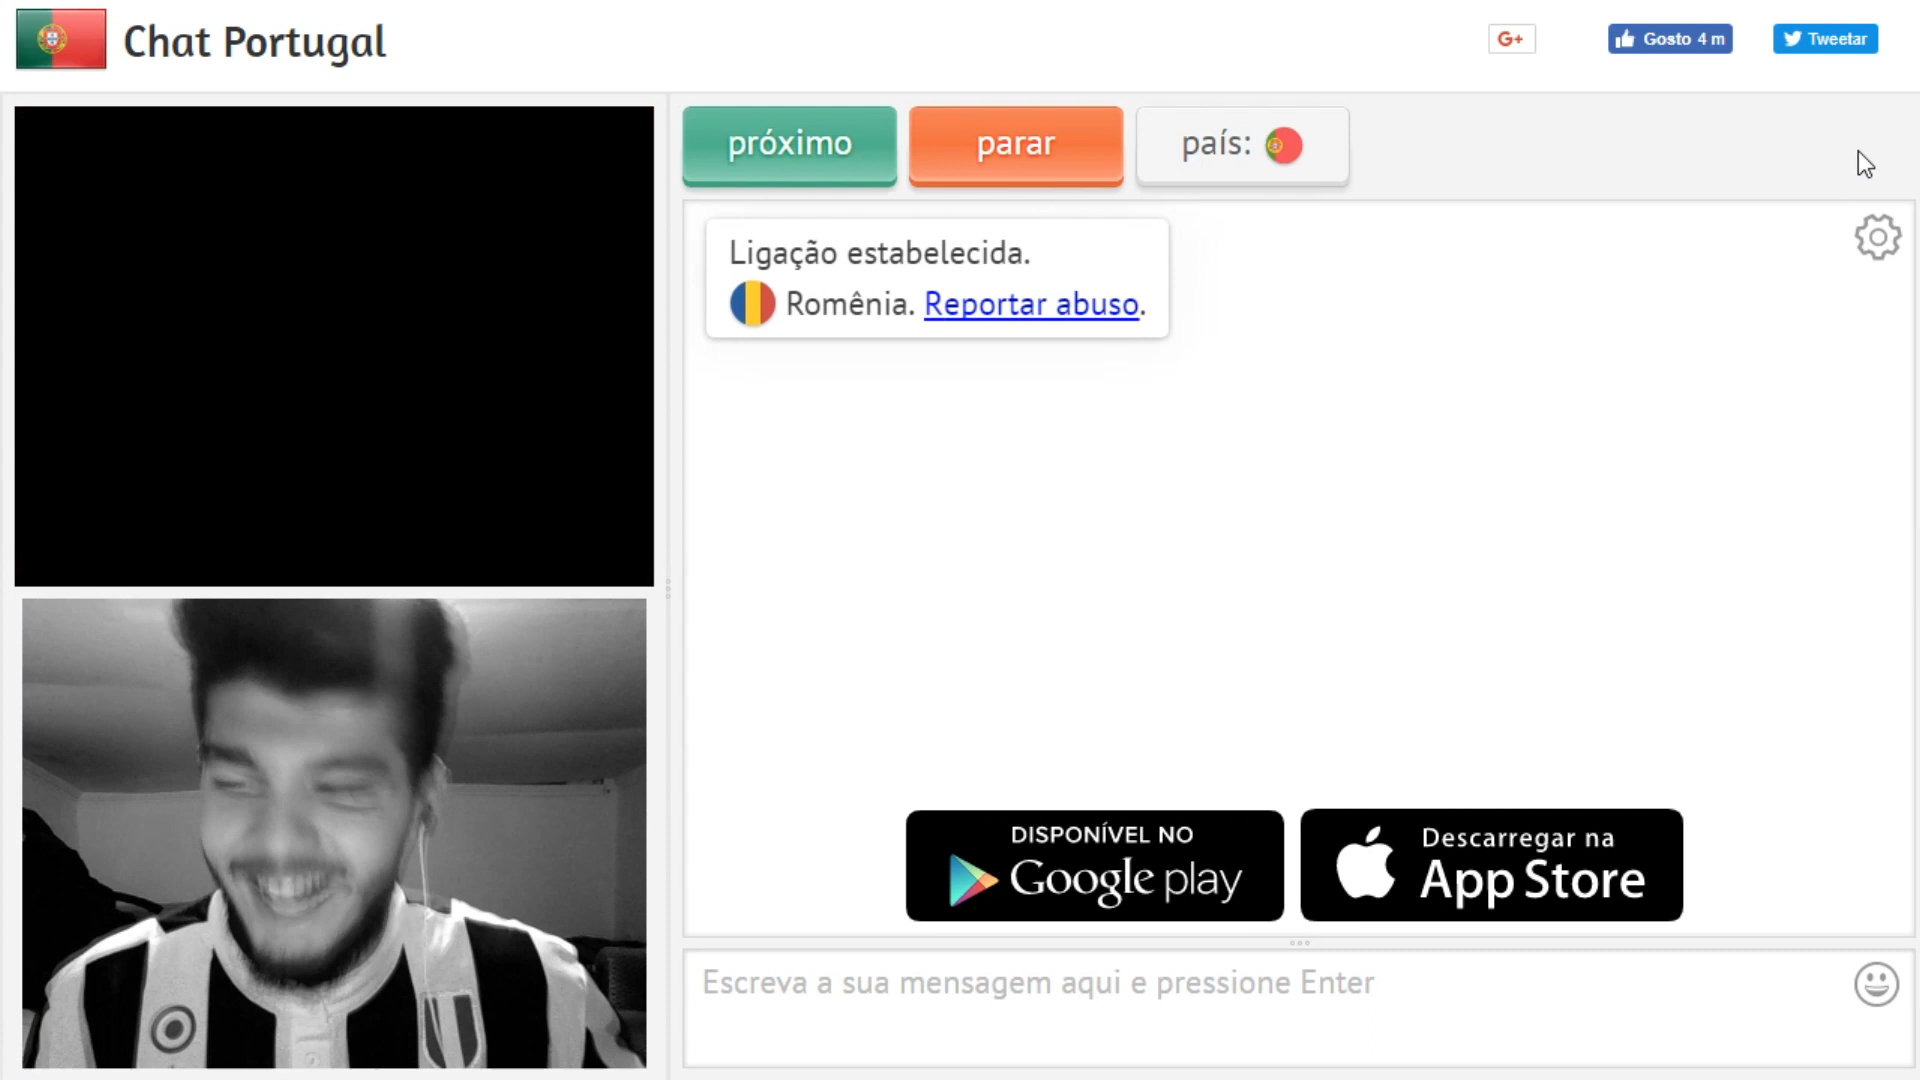 Chat Portugal
G+
Gosto 4 m
Tweetar
próximo
parar
país:
Ligação estabelecida.
Romênia. Reportar abuso.
DISPONÍVEL NO
Google play
Descarregar na
App Store
Escreva a sua mensagem aqui e pressione Enter